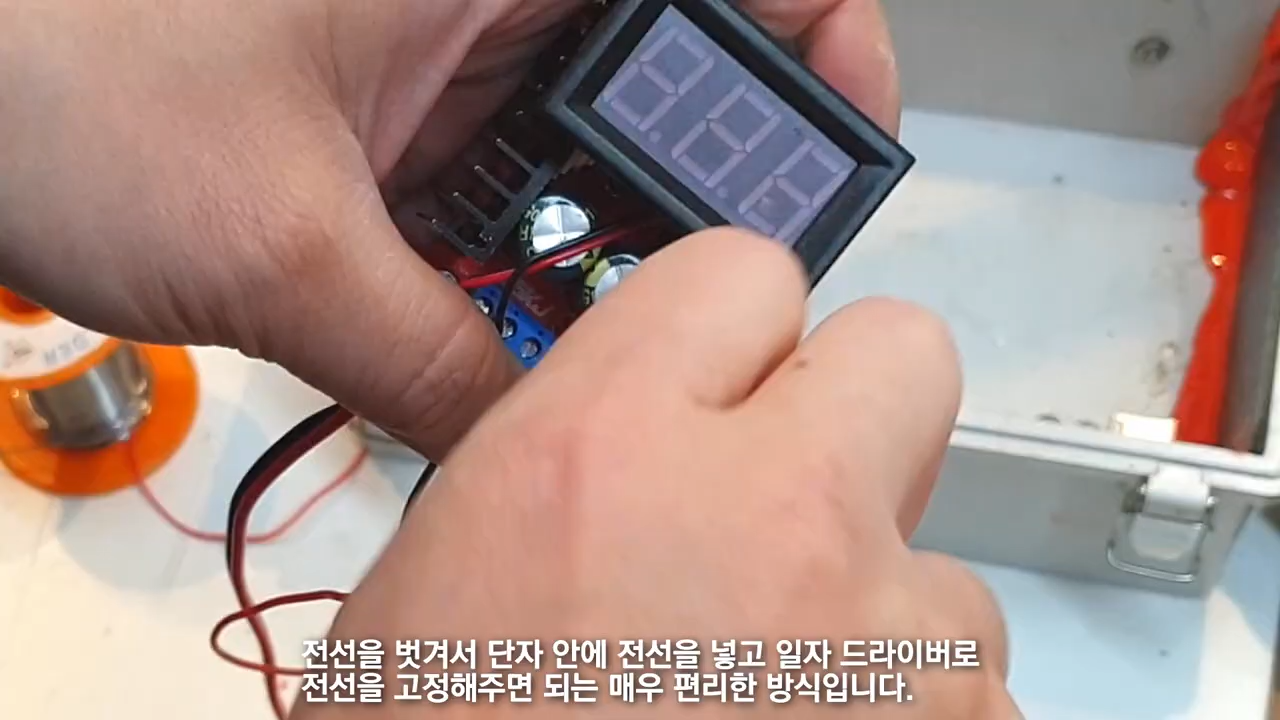 전선을 벗겨서 단자 안에 전선을 넣고 일자 드라이버로
전선을 고정해주면 되는 매우 편리한 방식입니다.